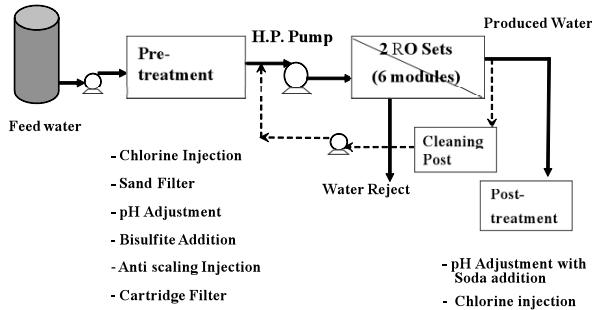 Feed water
Pre-
treatment
H.P. Pump
2 RO Sets
(6 modules)
Produced Water
Cleaning
Post
Water Reject
Post-
treatment
- Chlorine Injection
- Sand Filter
- pH Adjustment
- Bisulfite Addition
- Anti scaling Injection
- Cartridge Filter
- pH Adjustment with
Soda addition
- Chlorine injection